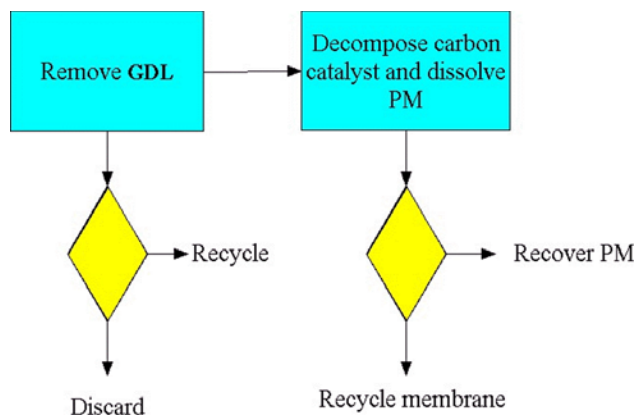 Remove GDL
Decompose carbon
catalyst and dissolve
PM
Recycle
Recover PM
Discard
Recycle membrane